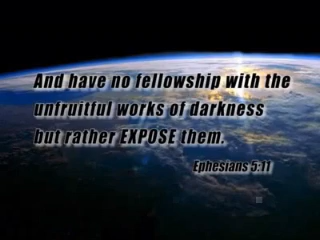 And have no fellowship with the
unfruitful works of darkness
but rather EXPOSE them.
Ephesians 5:11